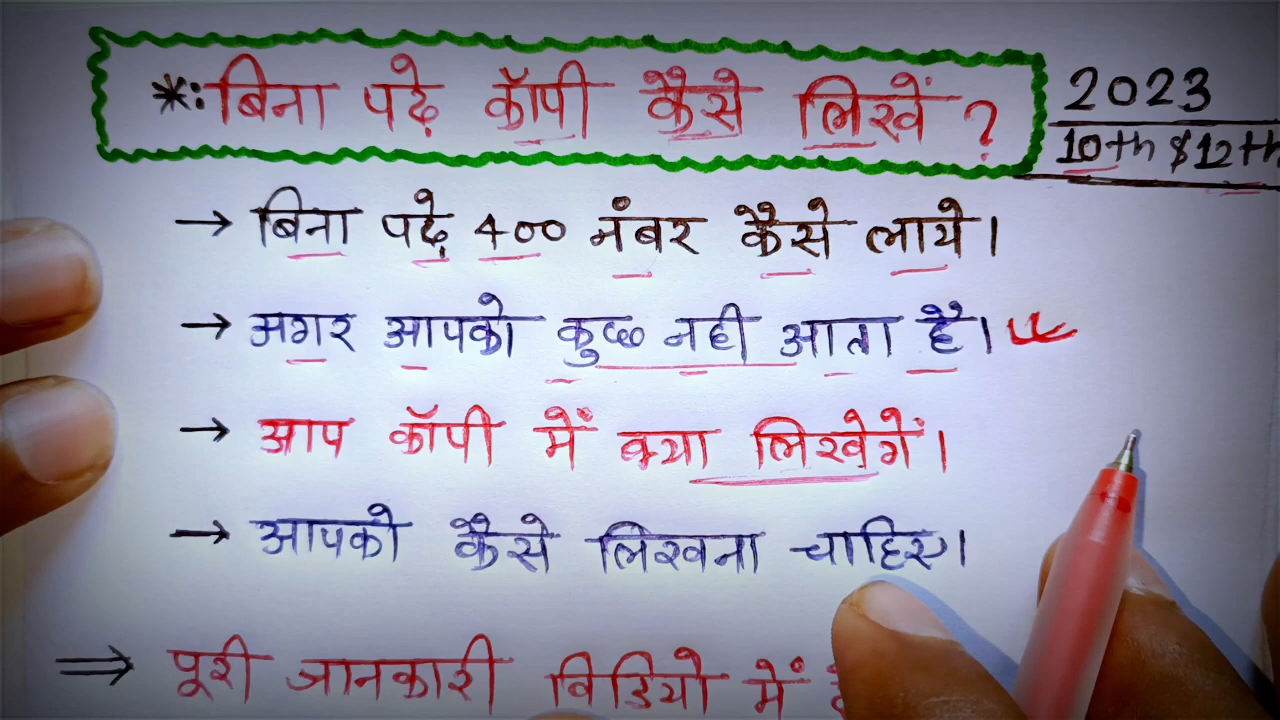 *: बिना पढ़े कॉपी कैसे लिखें ?
2023
10th $ 12th
→ बिना पढ़े 400 नंबर कैसे लाये।
→ अगर आपको कुछ नही आता है।
→ आप कॉपी में क्या लिखेगें।
→ आपको कैसे लिखना चाहिए।
⇒ पूरी जानकारी विडियो में